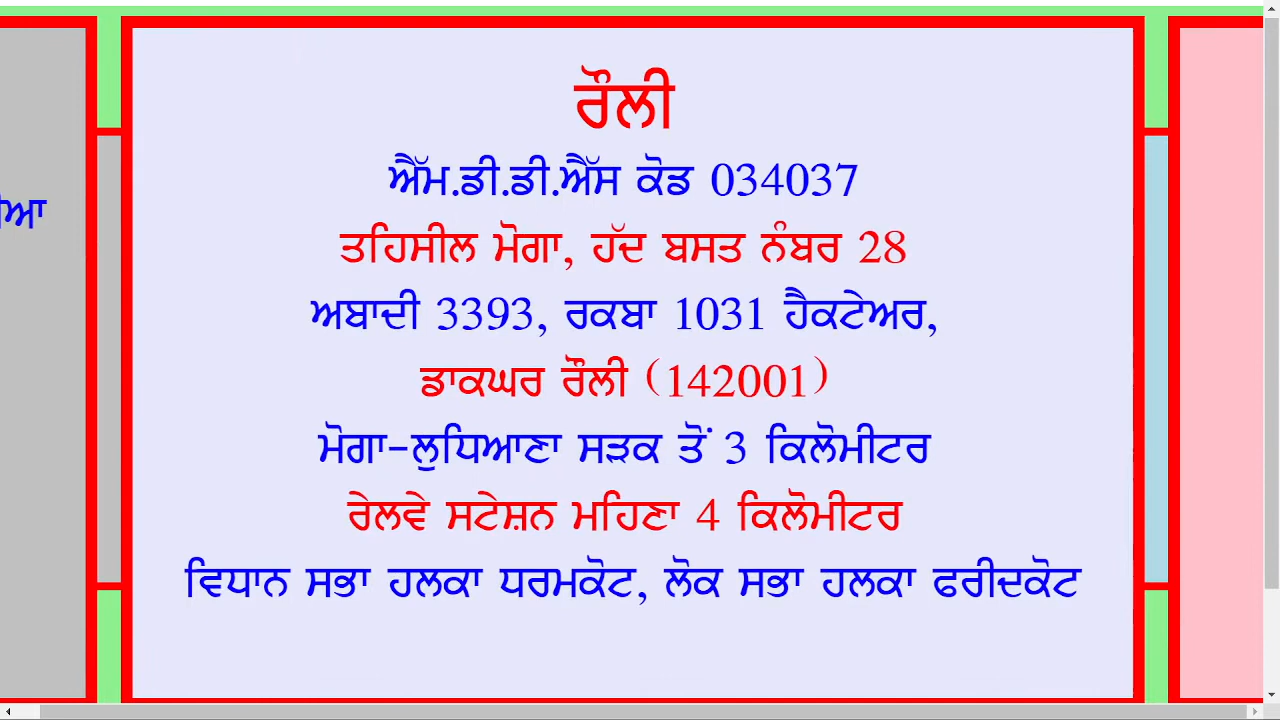 ਰੌਲੀ
ਐੱਮ.ਡੀ.ਡੀ.ਐੱਸ ਕੋਡ 034037
ਤਹਿਸੀਲ ਮੋਗਾ, ਹੱਦ ਬਸਤ ਨੰਬਰ 28
ਅਬਾਦੀ 3393, ਰਕਬਾ 1031 ਹੈਕਟੇਅਰ,
ਡਾਕਘਰ ਰੌਲੀ (142001)
ਮੋਗਾ-ਲੁਧਿਆਣਾ ਸੜਕ ਤੋਂ 3 ਕਿਲੋਮੀਟਰ
ਰੇਲਵੇ ਸਟੇਸ਼ਨ ਮਹਿਣਾ 4 ਕਿਲੋਮੀਟਰ
ਵਿਧਾਨ ਸਭਾ ਹਲਕਾ ਧਰਮਕੋਟ, ਲੋਕ ਸਭਾ ਹਲਕਾ ਫਰੀਦਕੋਟ